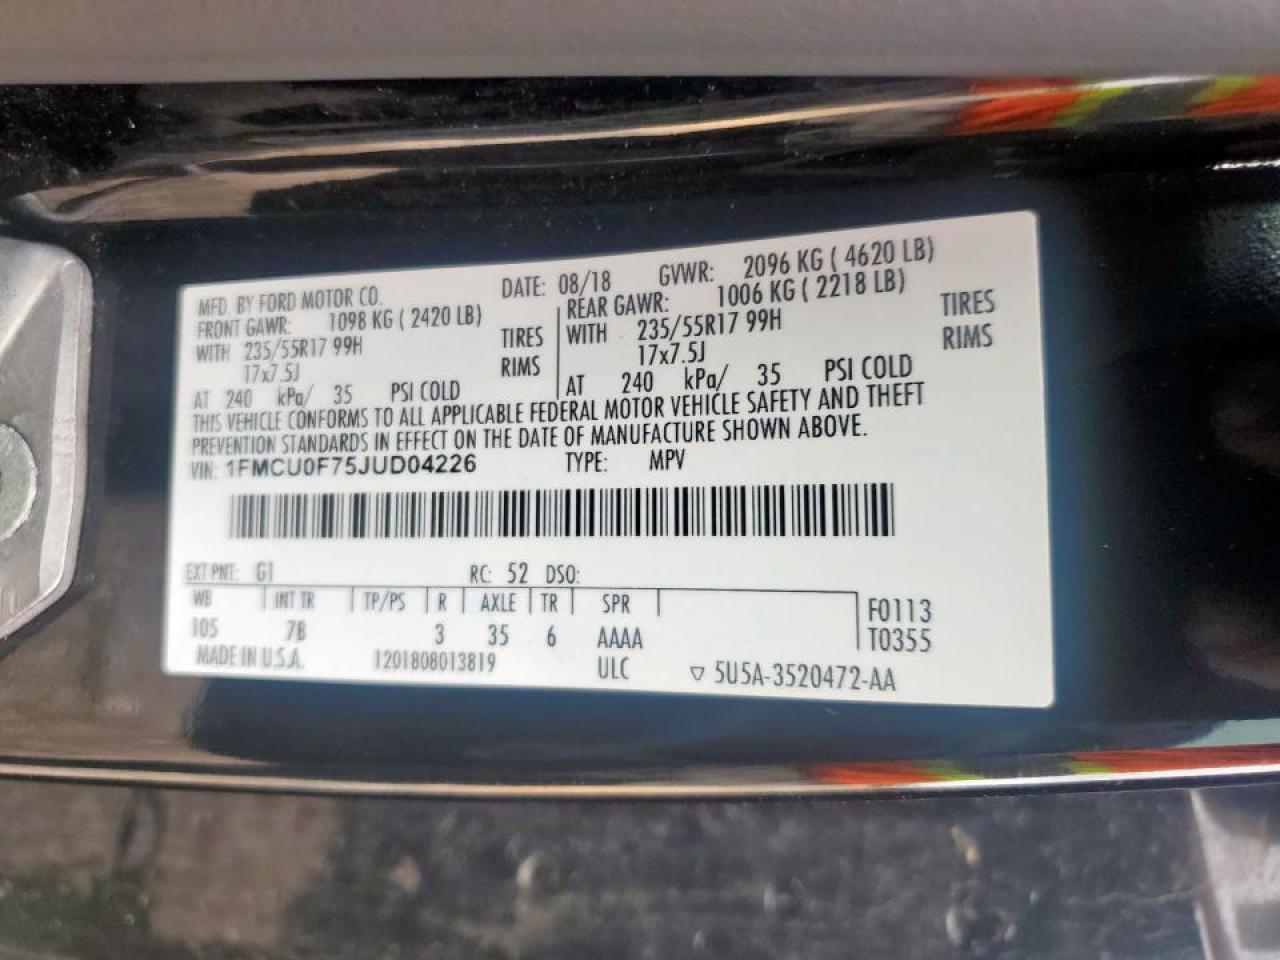 MFD. BY FORD MOTOR CO. DATE: 08/18 GVWR: 2096 KG ( 4620 LB)
FRONT GAWR: 1098 KG ( 2420 LB) REAR GAWR: 1006 KG ( 2218 LB)
WITH 235/55R17 99H TIRES WITH 235/55R17 99H TIRES
17x7.5J RIMS 17x7.5J RIMS
AT 240 kPa/ 35 PSI COLD AT 240 kPa/ 35 PSI COLD
THIS VEHICLE CONFORMS TO ALL APPLICABLE FEDERAL MOTOR VEHICLE SAFETY AND THEFT
PREVENTION STANDARDS IN EFFECT ON THE DATE OF MANUFACTURE SHOWN ABOVE.
VIN: 1FMCU0F75JUD04226 TYPE: MPV
EXT PNT: G1 RC: 52 DSO:
WB INT TR TP/PS R AXLE TR SPR F0113
105 7B 3 35 6 AAAA T0355
MADE IN U.S.A. 1201808013819 ULC ▽ 5U5A-3520472-AA